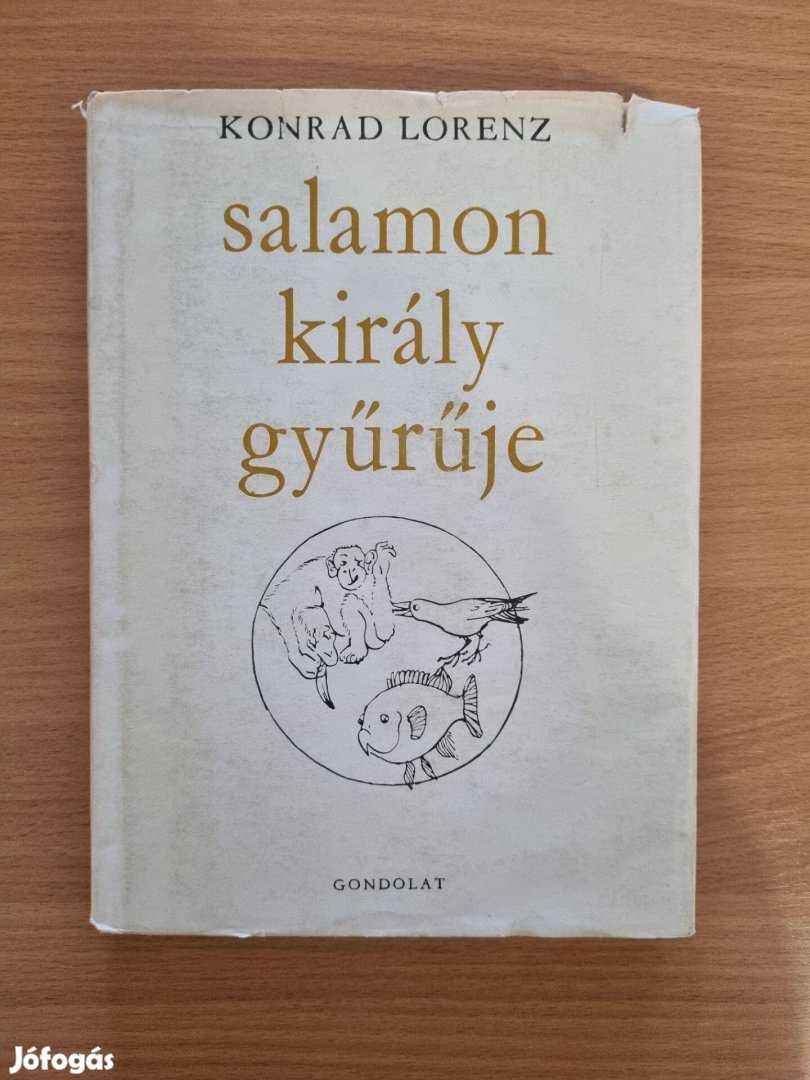 KONRAD LORENZ
salamon
király
gyűrűje
GONDOLAT
Jófogás